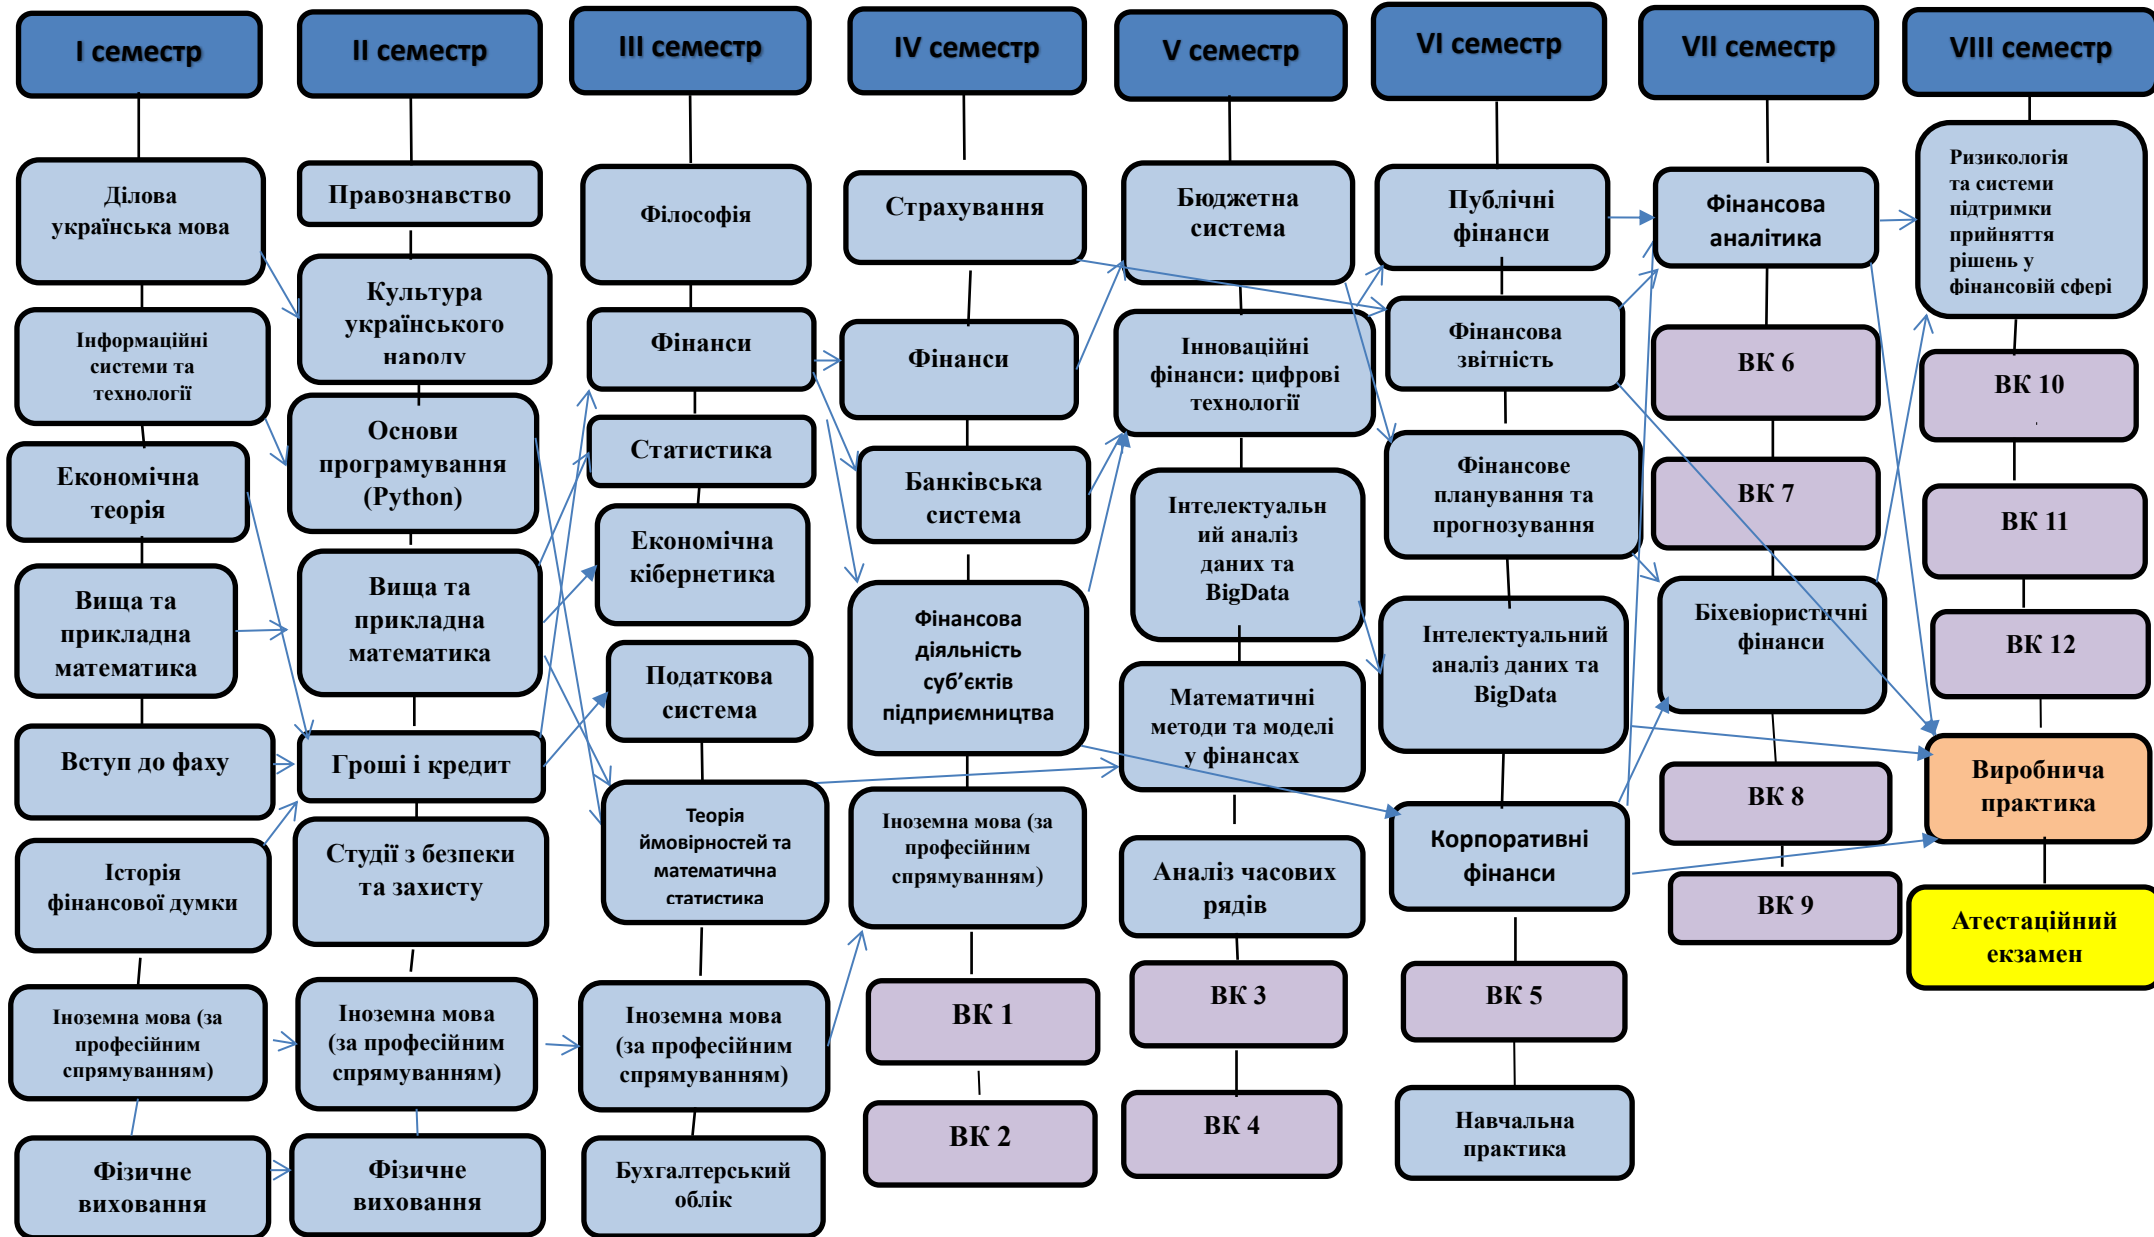 I семестр
Ділова
українська мова
Інформаційні
системи та
технології
Економічна
теорія
Вища та
прикладна
математика
Вступ до фаху
Історія
фінансової думки
Іноземна мова (за
професійним
спрямуванням)
Фізичне
виховання
II семестр
Правознавство
Культура
українського
народу
Основи
програмування
(Python)
Вища та
прикладна
математика
Гроші і кредит
Студії з безпеки
та захисту
Іноземна мова
(за професійним
спрямуванням)
Фізичне
виховання
III семестр
Філософія
Фінанси
Статистика
Економічна
кібернетика
Податкова
система
Теорія
ймовірностей та
математична
статистика
Іноземна мова
(за професійним
спрямуванням)
Бухгалтерський
облік
IV семестр
Страхування
Фінанси
Банківська
система
Фінансова
діяльність
суб’єктів
підприємництва
Іноземна мова (за
професійним
спрямуванням)
ВК 1
ВК 2
V семестр
Бюджетна
система
Інноваційні
фінанси: цифрові
технології
Інтелектуальн
ий аналіз
даних та
BigData
Математичні
методи та моделі
у фінансах
Аналіз часових
рядів
ВК 3
ВК 4
VI семестр
Публічні
фінанси
Фінансова
звітність
Фінансове
планування та
прогнозування
Інтелектуальний
аналіз даних та
BigData
Корпоративні
фінанси
ВК 5
Навчальна
практика
VII семестр
Фінансова
аналітика
ВК 6
ВК 7
Біхевіористичні
фінанси
ВК 8
ВК 9
VIII семестр
Ризикологія
та системи
підтримки
прийняття
рішень у
фінансовій сфері
ВК 10
.
ВК 11
ВК 12
Виробнича
практика
Атестаційний
екзамен